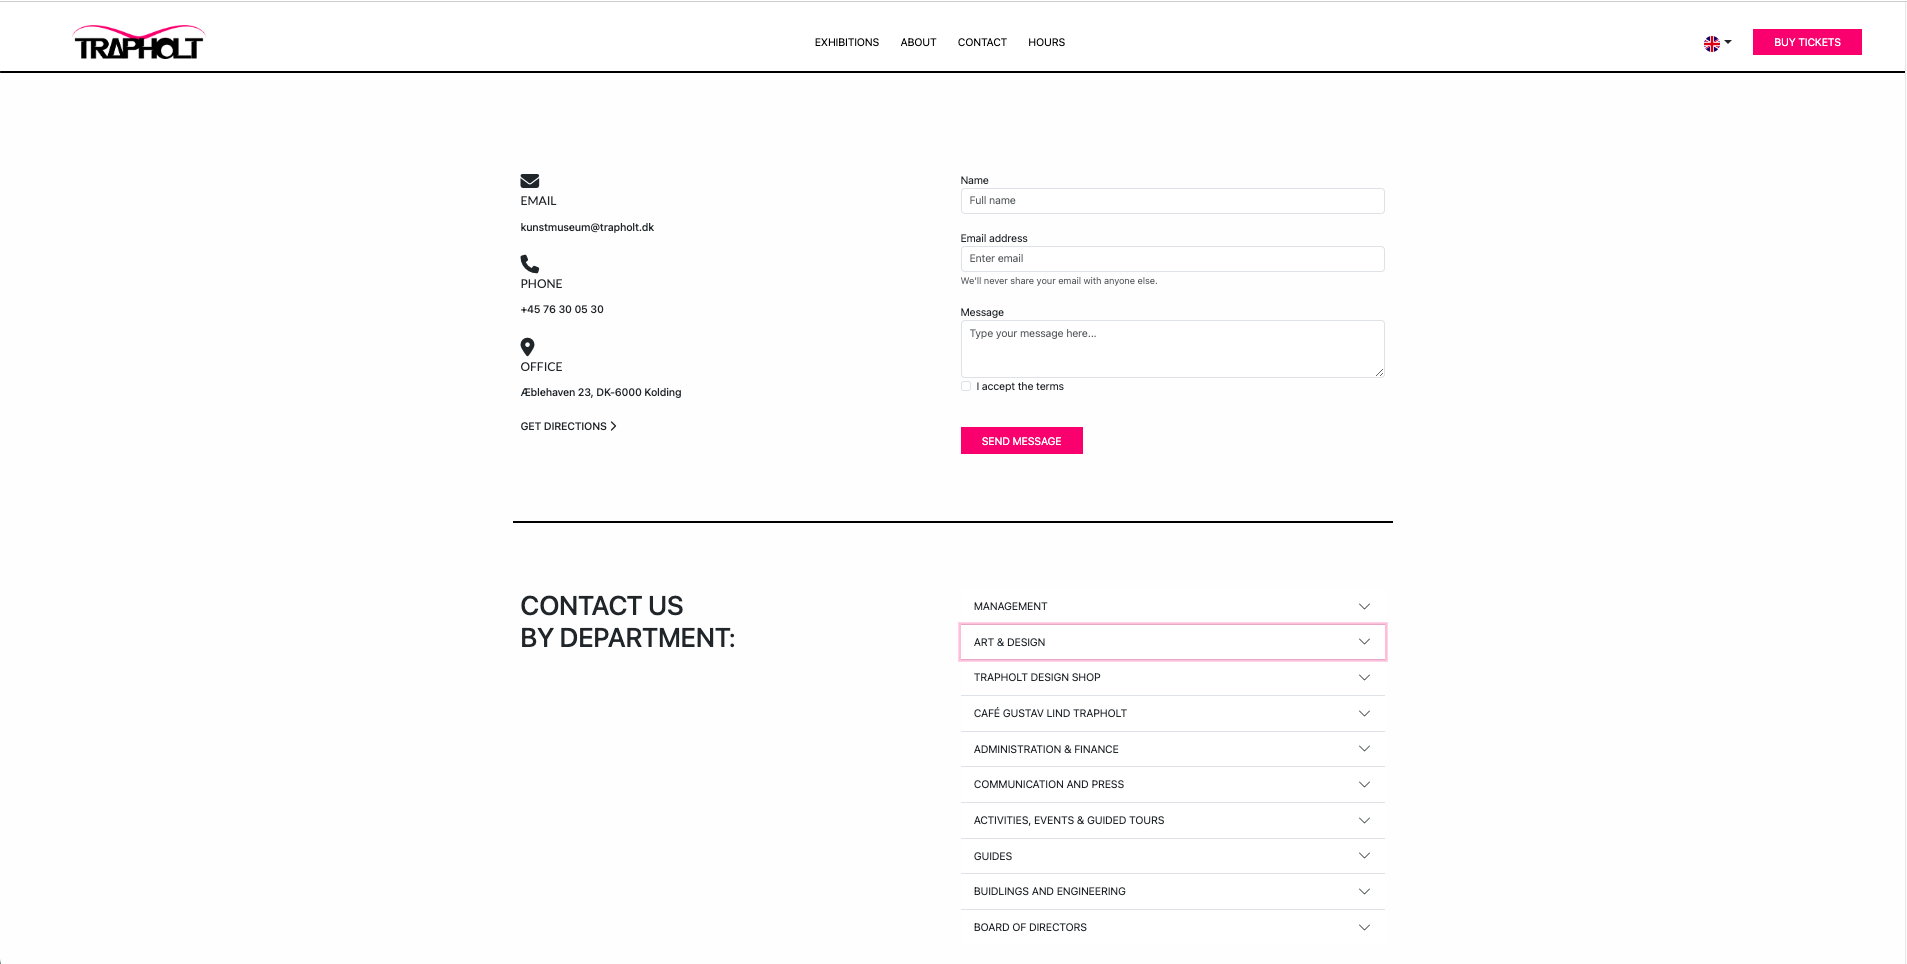 TRAPHOLT
EXHIBITIONS ABOUT CONTACT HOURS
BUY TICKETS
EMAIL
kunstmuseum@trapholt.dk
PHONE
+45 76 30 05 30
OFFICE
Æblehaven 23, DK-6000 Kolding
GET DIRECTIONS
Name
Full name
Email address
Enter email
We'll never share your email with anyone else.
Message
Type your message here...
I accept the terms
SEND MESSAGE
CONTACT US
BY DEPARTMENT:
MANAGEMENT
ART & DESIGN
TRAPHOLT DESIGN SHOP
CAFÉ GUSTAV LIND TRAPHOLT
ADMINISTRATION & FINANCE
COMMUNICATION AND PRESS
ACTIVITIES, EVENTS & GUIDED TOURS
GUIDES
BUIDLINGS AND ENGINEERING
BOARD OF DIRECTORS